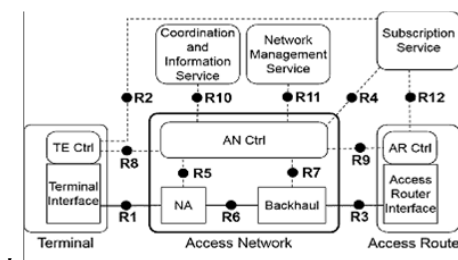 Coordination
and
Information
Service
Network
Management
Service
Subscription
Service
R2
R10
R11
R4
R12
TE Ctrl
AN Ctrl
AR Ctrl
R8
R9
R5
R7
Terminal
Interface
NA
Backhaul
Access
Router
Interface
R1
R6
R3
Terminal
Access Network
Access Route